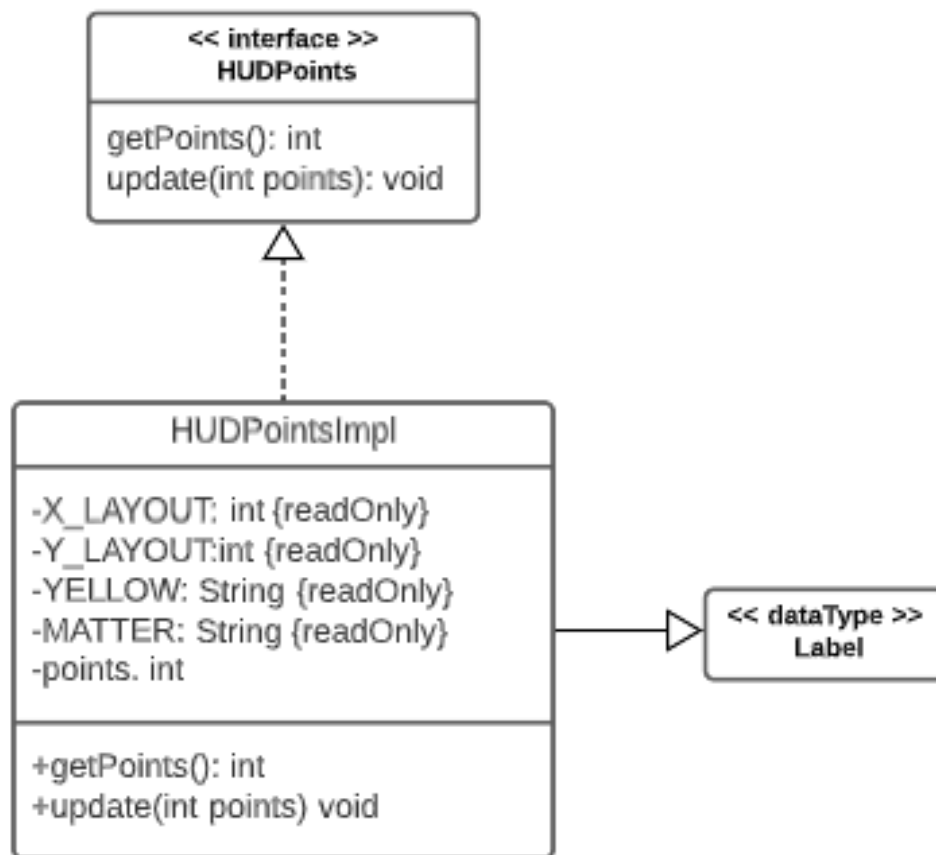 << interface >>
HUDPoints
getPoints(): int
update(int points): void
HUDPointsImpl
-X_LAYOUT: int {readOnly}
-Y_LAYOUT:int {readOnly}
-YELLOW: String {readOnly}
-MATTER: String {readOnly}
-points. int
+getPoints(): int
+update(int points) void
<< dataType >>
Label